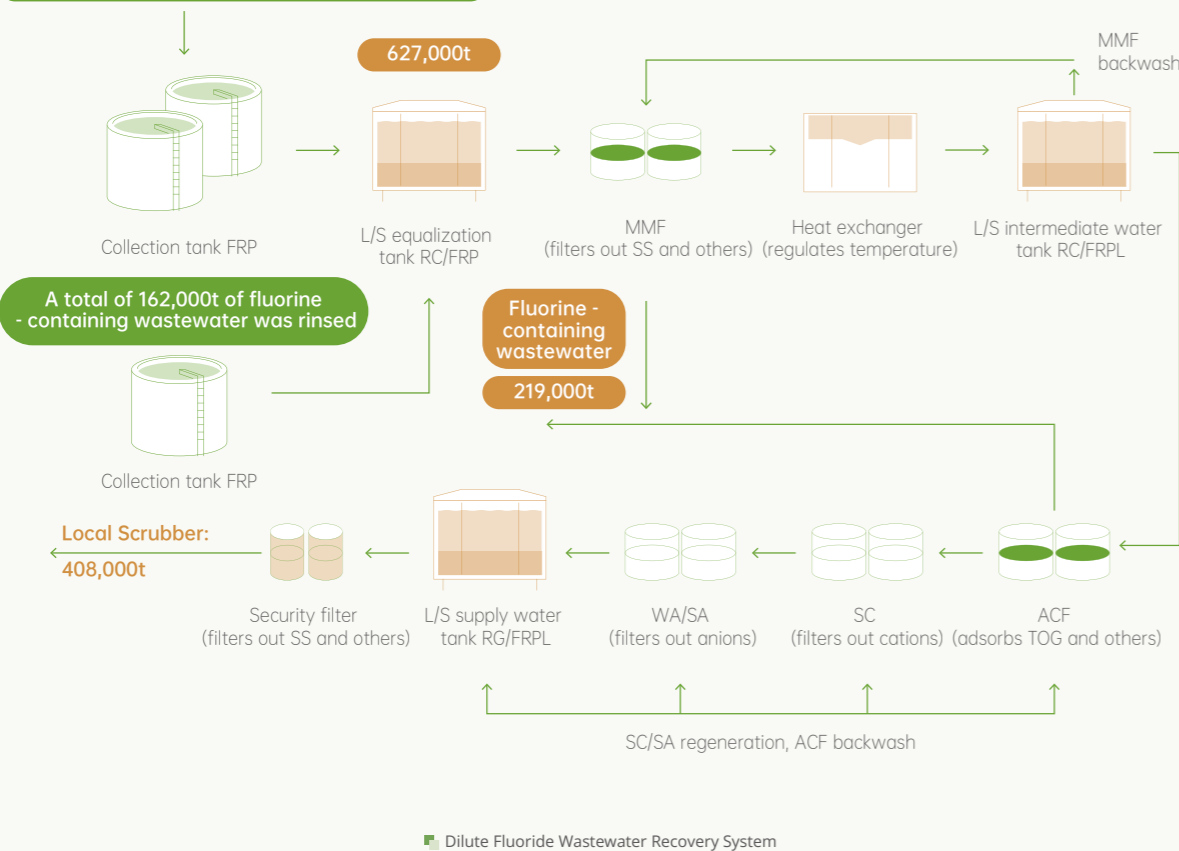 627,000t
MMF
backwash
Collection tank FRP
L/S equalization
tank RC/FRP
MMF
(filters out SS and others)
Heat exchanger
(regulates temperature)
L/S intermediate water
tank RC/FRPL
A total of 162,000t of fluorine
- containing wastewater was rinsed
Fluorine -
containing
wastewater
219,000t
Collection tank FRP
Local Scrubber:
408,000t
Security filter
(filters out SS and others)
L/S supply water
tank RG/FRPL
WA/SA
(filters out anions)
SC
(filters out cations)
ACF
(adsorbs TOG and others)
SC/SA regeneration, ACF backwash
Dilute Fluoride Wastewater Recovery System